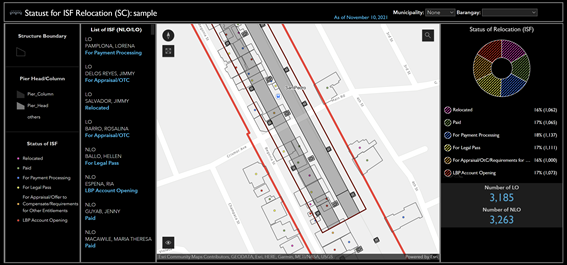 Statust for ISF Relocation (SC): sample
As of November 10, 2021
Municipality: None
Barangay:
Structure Boundary
Pier Head/Column
Pier_Column
Pier_Head
others
Status of ISF
Relocated
Paid
For Payment Processing
For Legal Pass
For Appraisal/Offer to
Compensate/Requirements
for Other Entitlements
LBP Account Opening
List of ISF (NLO/LO)
LO
PAMPLONA, LORENA
For Payment Processing
LO
DELOS REYES, JIMMY
For Appraisal/OTC
LO
SALVADOR, JIMMY
Relocated
LO
BARRO, ROSALINA
For Appraisal/OTC
NLO
BALLO, HELLEN
For Legal Pass
NLO
ESPENA, RIA
LBP Account Opening
NLO
GUYAB, JENNY
Paid
NLO
MACAWILE, MARIA THERESA
Paid
Esri Community Maps Contributors, GEODATA, Esri, HERE, Garmin, METI/NASA, USGS
Powered by Esri
Status of Relocation (ISF)
Relocated 16% (1,062)
Paid 17% (1,065)
For Payment Processing 18% (1,137)
For Legal Pass 17% (1,111)
For Appraisal/OtC/Requirements for ... 16% (1,000)
LBP Account Opening 17% (1,073)
Number of LO
3,185
Number of NLO
3,263